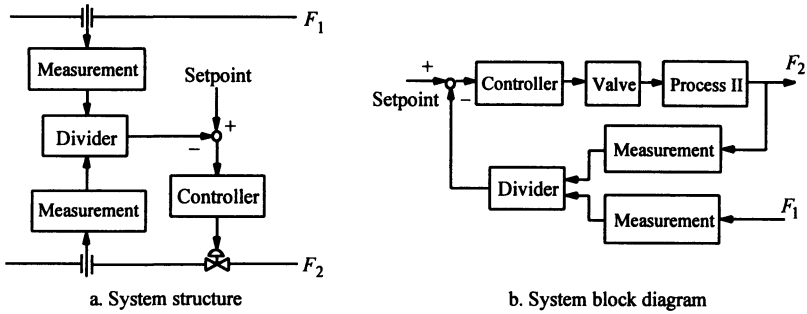 F1
Measurement
Setpoint
Divider
+
−
Measurement
Controller
F2
a. System structure
+
Setpoint
−
Controller
Valve
Process II
F2
Measurement
Divider
Measurement
F1
b. System block diagram